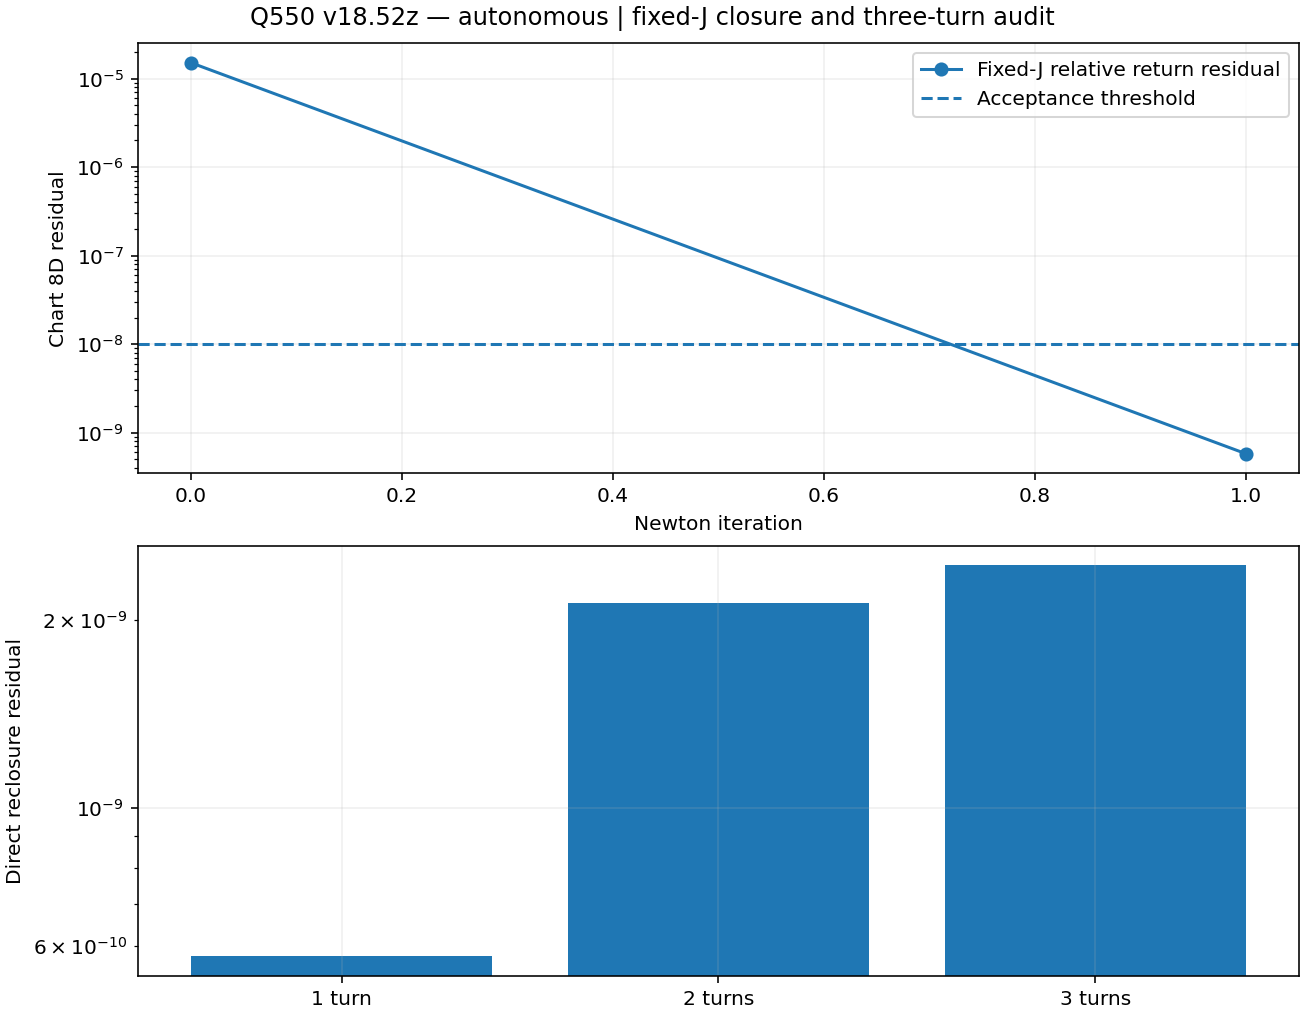 Q550 v18.52z — autonomous | fixed-J closure and three-turn audit
Fixed-J relative return residual
Acceptance threshold
Chart 8D residual
10⁻⁵
10⁻⁶
10⁻⁷
10⁻⁸
10⁻⁹
0.0 0.2 0.4 0.6 0.8 1.0
Newton iteration
Direct reclosure residual
2 × 10⁻⁹
10⁻⁹
6 × 10⁻¹⁰
1 turn 2 turns 3 turns